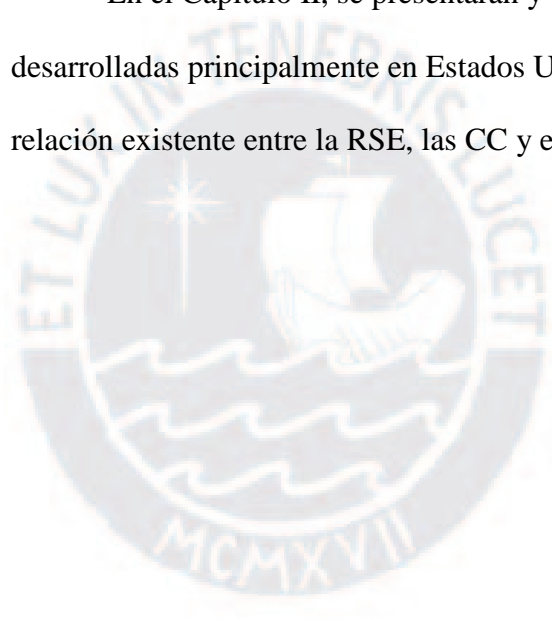 En el Capítulo II, se presentarán y
desarrolladas principalmente en Estados U
relación existente entre la RSE, las CC y e
ET LUX IN TENEBRIS LUCET
MCMXVII